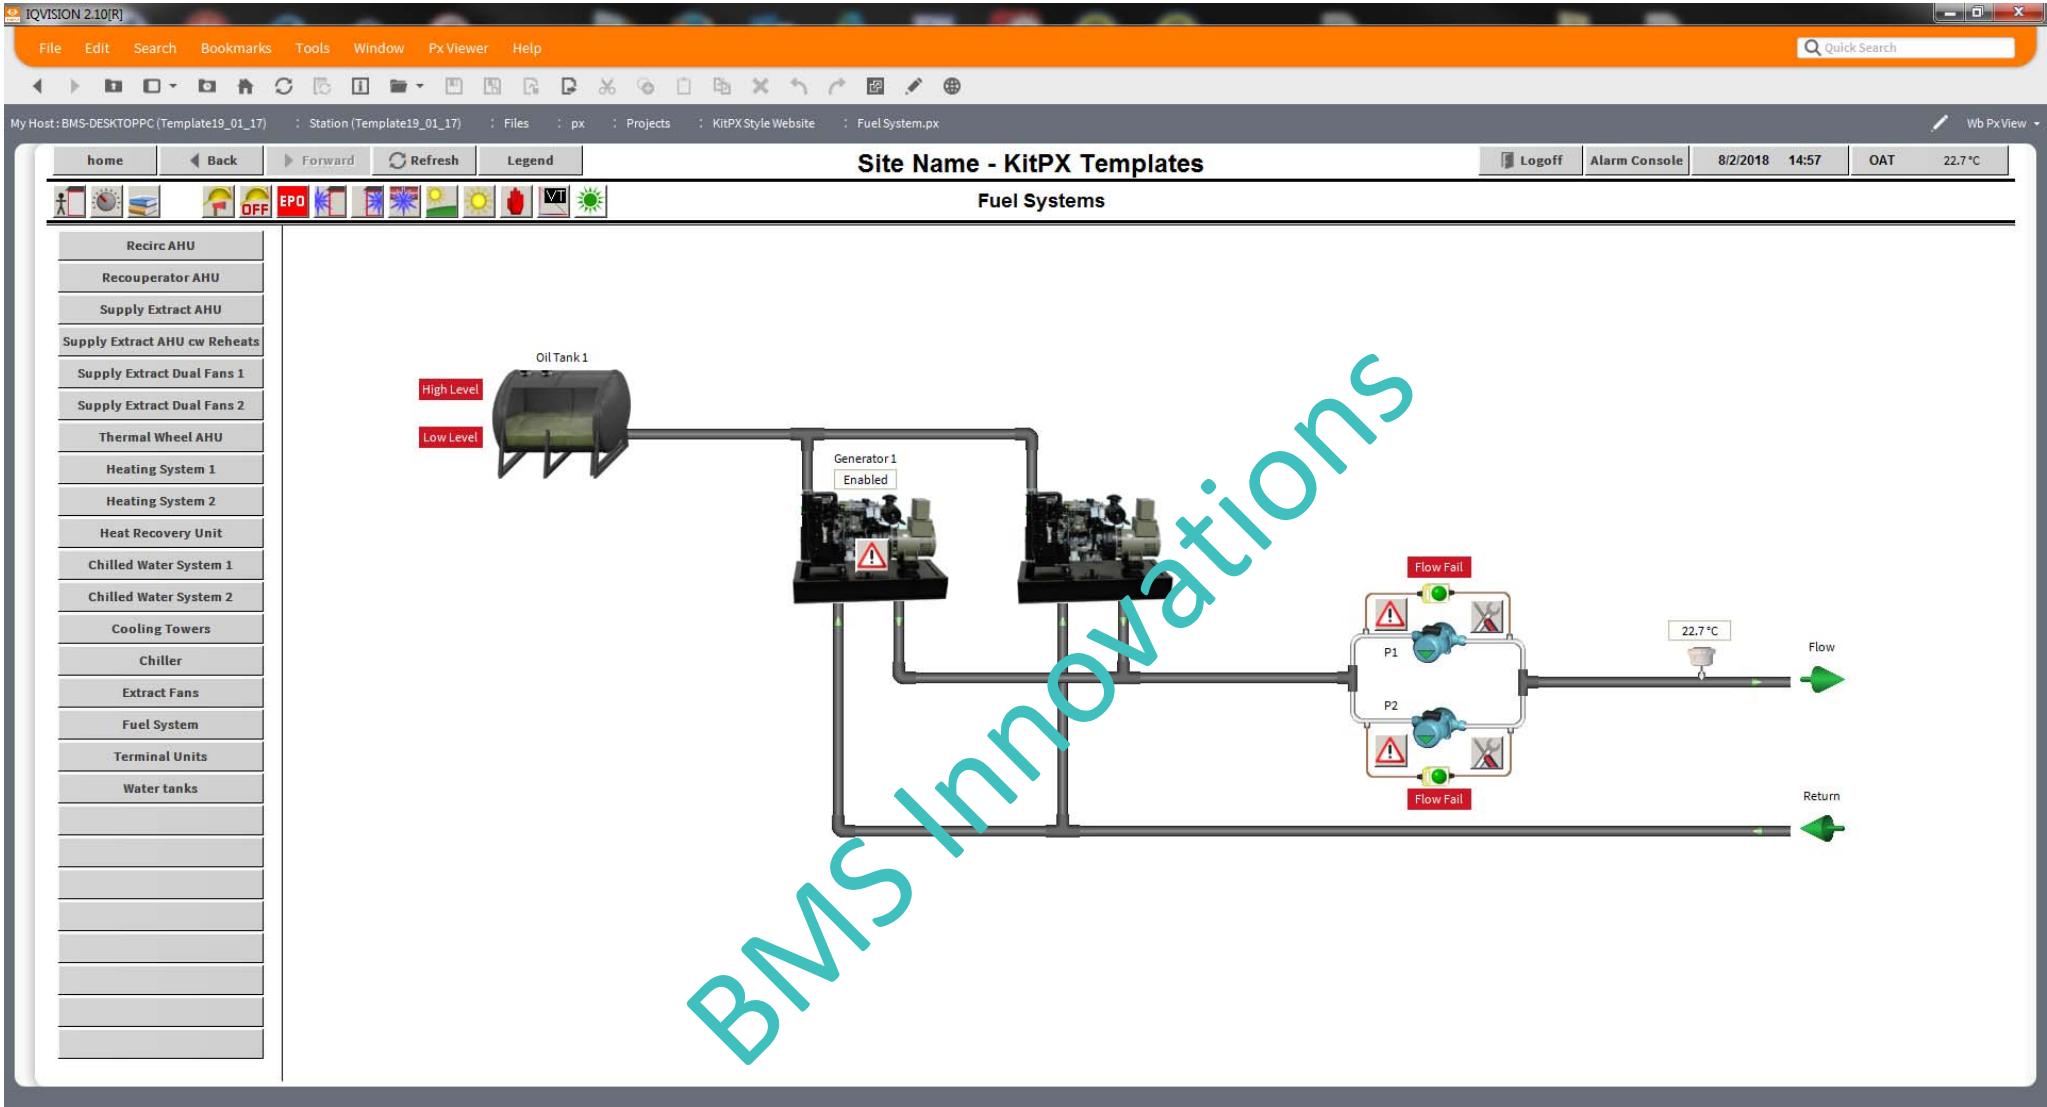 IQVISION 2.10[R]
File Edit Search Bookmarks Tools Window Px Viewer Help
Quick Search
My Host : BMS-DESKTOPPC (Template19_01_17) : Station (Template19_01_17) : Files : px : Projects : KitPX Style Website : Fuel System.px
Wb Px View
home Back Forward Refresh Legend
Site Name - KitPX Templates
Logoff Alarm Console 8/2/2018 14:57 OAT 22.7 °C
OFF EPO VT
Fuel Systems
Recirc AHU
Recouperator AHU
Supply Extract AHU
Supply Extract AHU cw Reheats
Supply Extract Dual Fans 1
Supply Extract Dual Fans 2
Thermal Wheel AHU
Heating System 1
Heating System 2
Heat Recovery Unit
Chilled Water System 1
Chilled Water System 2
Cooling Towers
Chiller
Extract Fans
Fuel System
Terminal Units
Water tanks
Oil Tank 1
High Level
Low Level
Generator 1
Enabled
Flow Fail
P1
22.7 °C
Flow
P2
Flow Fail
Return
BMS Innovations